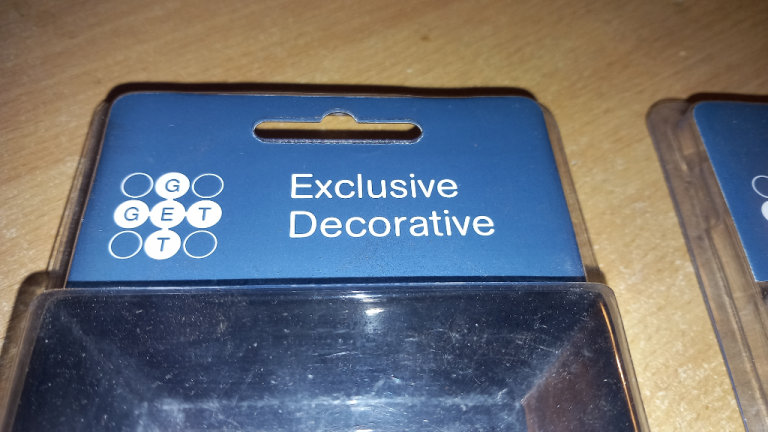 G
GET
T
Exclusive
Decorative